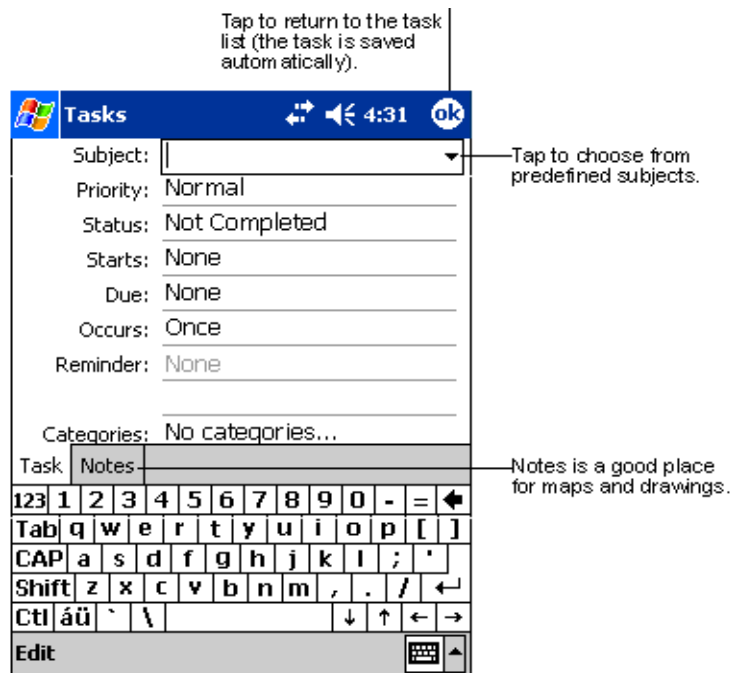 Tap to return to the task
list (the task is saved
automatically).
Tasks 4:31 ok
Subject:
Tap to choose from
predefined subjects.
Priority: Normal
Status: Not Completed
Starts: None
Due: None
Occurs: Once
Reminder: None
Categories: No categories...
Task Notes
Notes is a good place
for maps and drawings.
123 1 2 3 4 5 6 7 8 9 0 - =
Tab q w e r t y u i o p [ ]
CAP a s d f g h j k l ; '
Shift z x c v b n m , . /
Ctl áü ` \
Edit